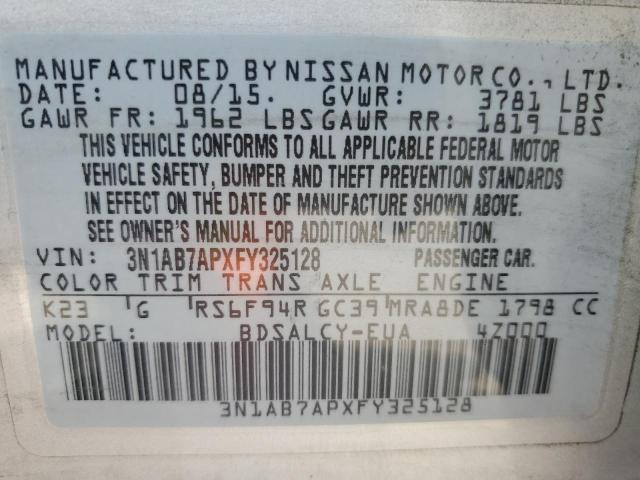 MANUFACTURED BY NISSAN MOTOR CO., LTD.
DATE: 08/15. GVWR: 3781 LBS
GAWR FR: 1962 LBS GAWR RR: 1819 LBS
THIS VEHICLE CONFORMS TO ALL APPLICABLE FEDERAL MOTOR
VEHICLE SAFETY, BUMPER AND THEFT PREVENTION STANDARDS
IN EFFECT ON THE DATE OF MANUFACTURE SHOWN ABOVE.
SEE OWNER'S MANUAL FOR ADDITIONAL INFORMATION.
VIN: 3N1AB7APXFY325128 PASSENGER CAR.
COLOR TRIM TRANS AXLE ENGINE
K23 G RS6F94R GC39 MRA8DE 1798 CC
MODEL: BDSALCY-EUA 4Z000
3N1AB7APXFY325128